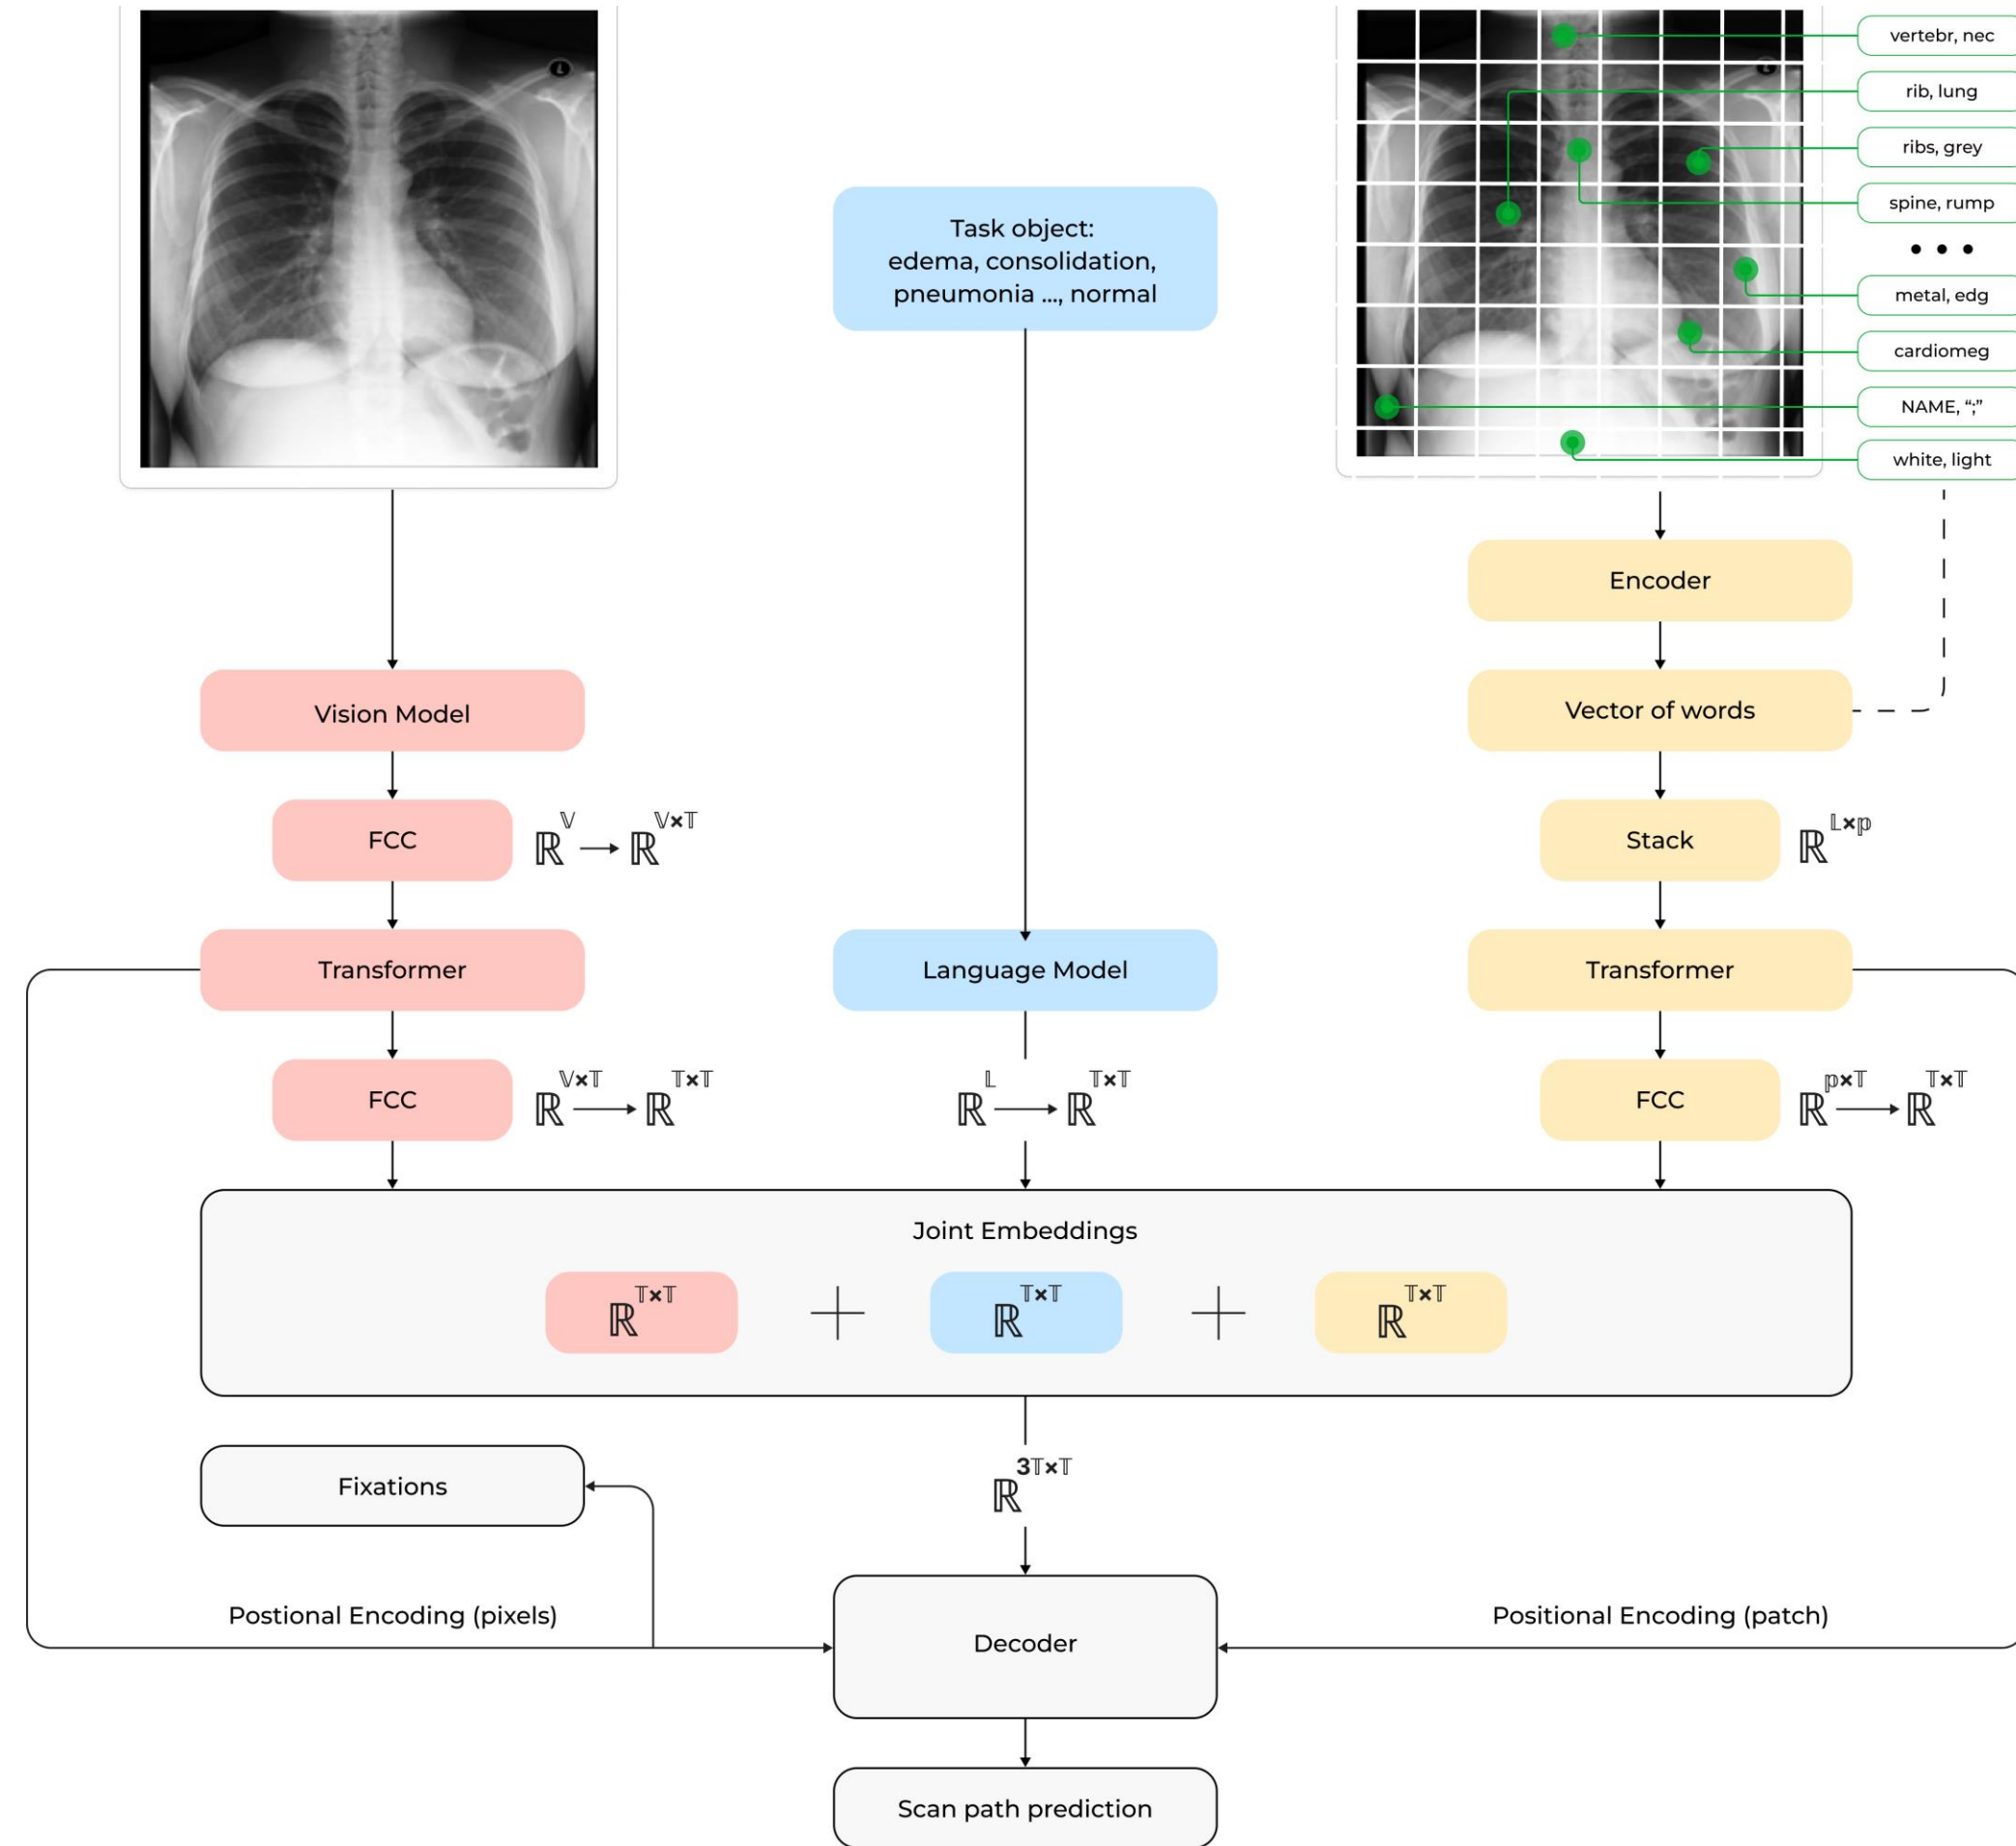 L
L
vertebr, nec
rib, lung
ribs, grey
spine, rump
• • •
metal, edg
cardiomeg
NAME, “;”
white, light
Task object:
edema, consolidation,
pneumonia ..., normal
Encoder
Vision Model
Vector of words
FCC
ℝ^𝕍 → ℝ^𝕍×𝕋
Stack
ℝ^𝕃×𝕡
Transformer
Language Model
Transformer
FCC
ℝ^𝕍×𝕋 → ℝ^𝕋×𝕋
ℝ^𝕃 → ℝ^𝕋×𝕋
FCC
ℝ^𝕡×𝕋 → ℝ^𝕋×𝕋
Joint Embeddings
ℝ^𝕋×𝕋 + ℝ^𝕋×𝕋 + ℝ^𝕋×𝕋
Fixations
ℝ^3𝕋×𝕋
Postional Encoding (pixels)
Decoder
Positional Encoding (patch)
Scan path prediction